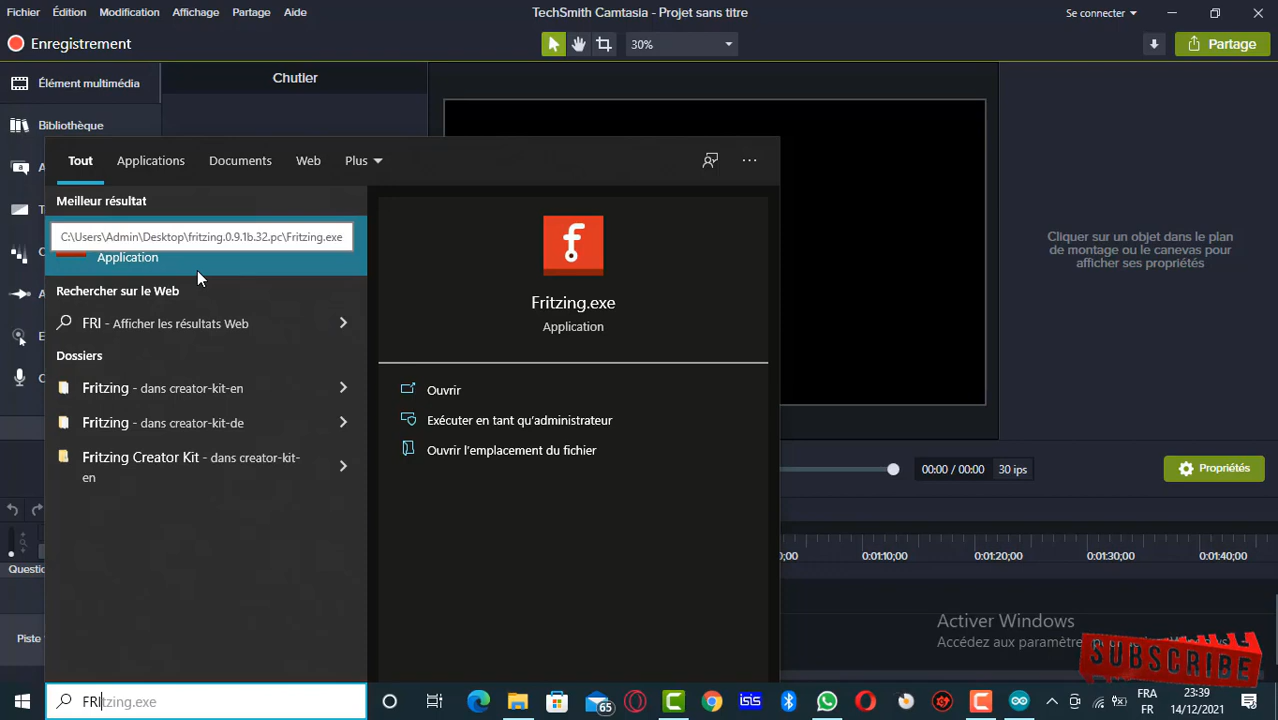 Fichier Édition Modification Affichage Partage Aide
TechSmith Camtasia - Projet sans titre
Se connecter
Enregistrement
30%
Partage
Élément multimédia
Chutier
Bibliothèque
Tout Applications Documents Web Plus
Meilleur résultat
C:\Users\Admin\Desktop\fritzing.0.9.1b.32.pc\Fritzing.exe
Application
Rechercher sur le Web
FRI - Afficher les résultats Web
Dossiers
Fritzing - dans creator-kit-en
Fritzing - dans creator-kit-de
Fritzing Creator Kit - dans creator-kit-
en
f
Fritzing.exe
Application
Ouvrir
Exécuter en tant qu'administrateur
Ouvrir l'emplacement du fichier
Cliquer sur un objet dans le plan
de montage ou le canevas pour
afficher ses propriétés
00:00 / 00:00 30 ips
Propriétés
0:01:10;00 0:01:20;00 0:01:30;00 0:01:40;00
Questio
Piste
Activer Windows
Accédez aux paramètre
SUBSCRIBE
FRItzing.exe
65
isis
FRA
FR
23:39
14/12/2021